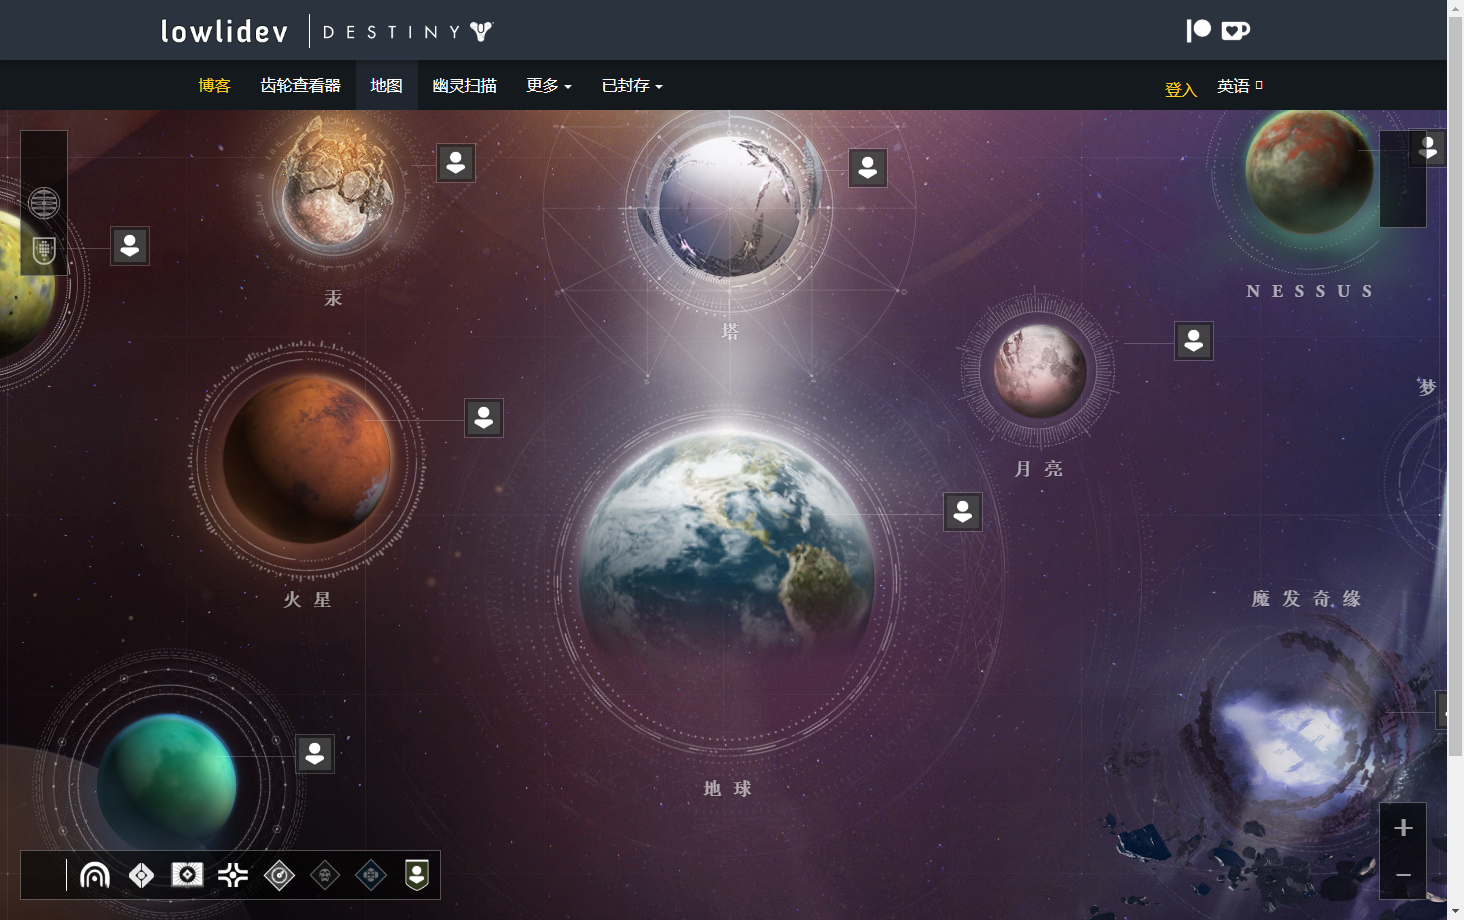 lowlidev
DESTINY
博客 齿轮查看器 地图 幽灵扫描 更多 已封存 登入 英语
汞
塔
NESSUS
梦
月亮
火星
魔发奇缘
地球